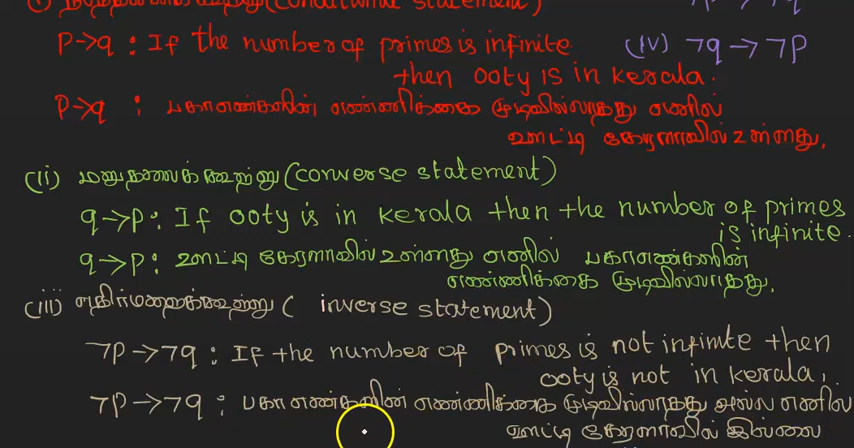 (conditional statement)
P→q : If the number of primes is infinite (iv) ¬q → ¬P
then ooty is in kerala.
P→q : பகா எண்களின் எண்ணிக்கை முடிவில்லாதது எனில்
ஊட்டி கேரளாவில் உள்ளது.
(ii) மறுதலைக் கூற்று (converse statement)
q→P : If ooty is in kerala then the number of primes
is infinite.
q→P : ஊட்டி கேரளாவில் உள்ளது எனில் பகா எண்களின்
எண்ணிக்கை முடிவில்லாதது.
(iii) எதிர்மறைக் கூற்று ( inverse statement)
¬P→¬q : If the number of primes is not infinite then
ooty is not in kerala.
¬P→¬q : பகா எண்களின் எண்ணிக்கை முடிவில்லாதது அல்ல எனில்
ஊட்டி கேரளாவில் இல்லை